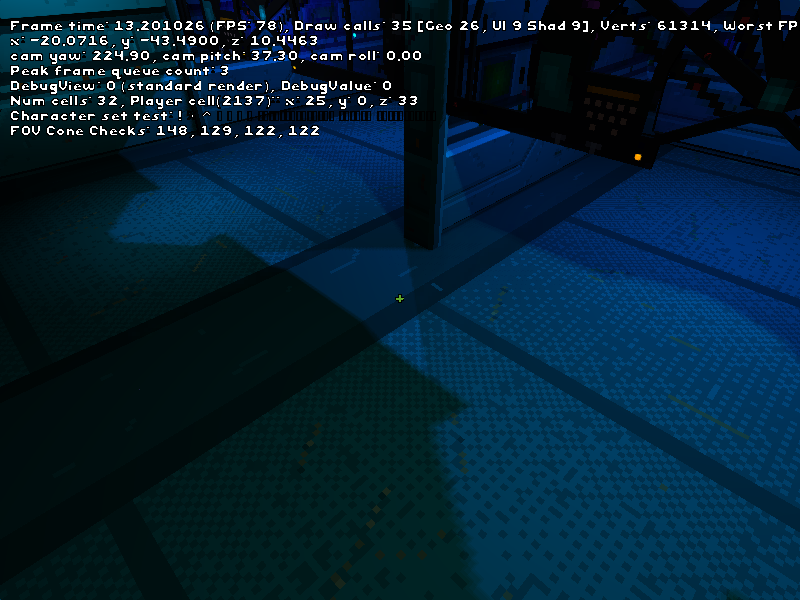 Frame time: 13.201026 (FPS: 78), Draw calls: 35 [Geo 26, UI 9 Shad 9], Verts: 61314, Worst FP
x: -20.0716, y: -43.4900, z: 10.4463
cam yaw: 224.90, cam pitch: 37.30, cam roll: 0.00
Peak frame queue count: 3
DebugView: 0 (standard render), DebugValue: 0
Num cells: 32, Player cell(2137): x: 25, y: 0, z: 33
Character set test: !
FOV Cone Checks: 148, 129, 122, 122